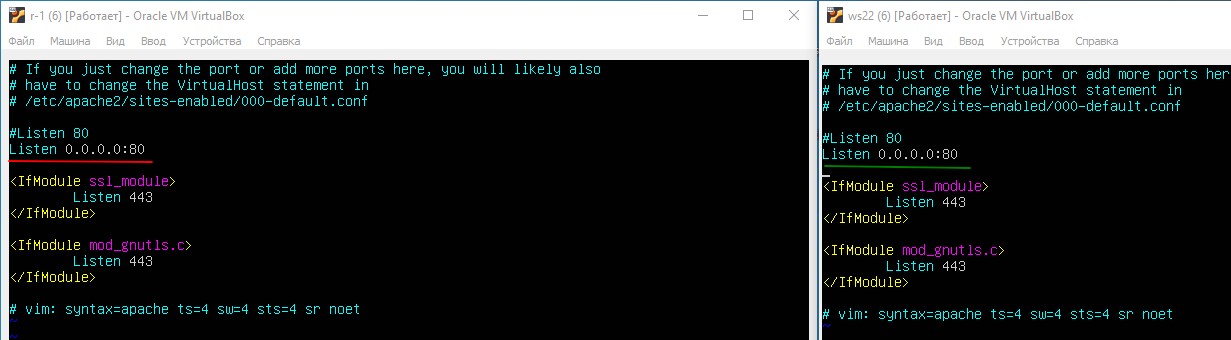 r-1 (6) [Работает] - Oracle VM VirtualBox
Файл Машина Вид Ввод Устройства Справка
# If you just change the port or add more ports here, you will likely also
# have to change the VirtualHost statement in
# /etc/apache2/sites-enabled/000-default.conf
#Listen 80
Listen 0.0.0.0:80
<IfModule ssl_module>
        Listen 443
</IfModule>
<IfModule mod_gnutls.c>
        Listen 443
</IfModule>
# vim: syntax=apache ts=4 sw=4 sts=4 sr noet
~
~
ws22 (6) [Работает] - Oracle VM VirtualBox
Файл Машина Вид Ввод Устройства Справка
# If you just change the port or add more ports her
# have to change the VirtualHost statement in
# /etc/apache2/sites-enabled/000-default.conf
#Listen 80
Listen 0.0.0.0:80
<IfModule ssl_module>
        Listen 443
</IfModule>
<IfModule mod_gnutls.c>
        Listen 443
</IfModule>
# vim: syntax=apache ts=4 sw=4 sts=4 sr noet
~